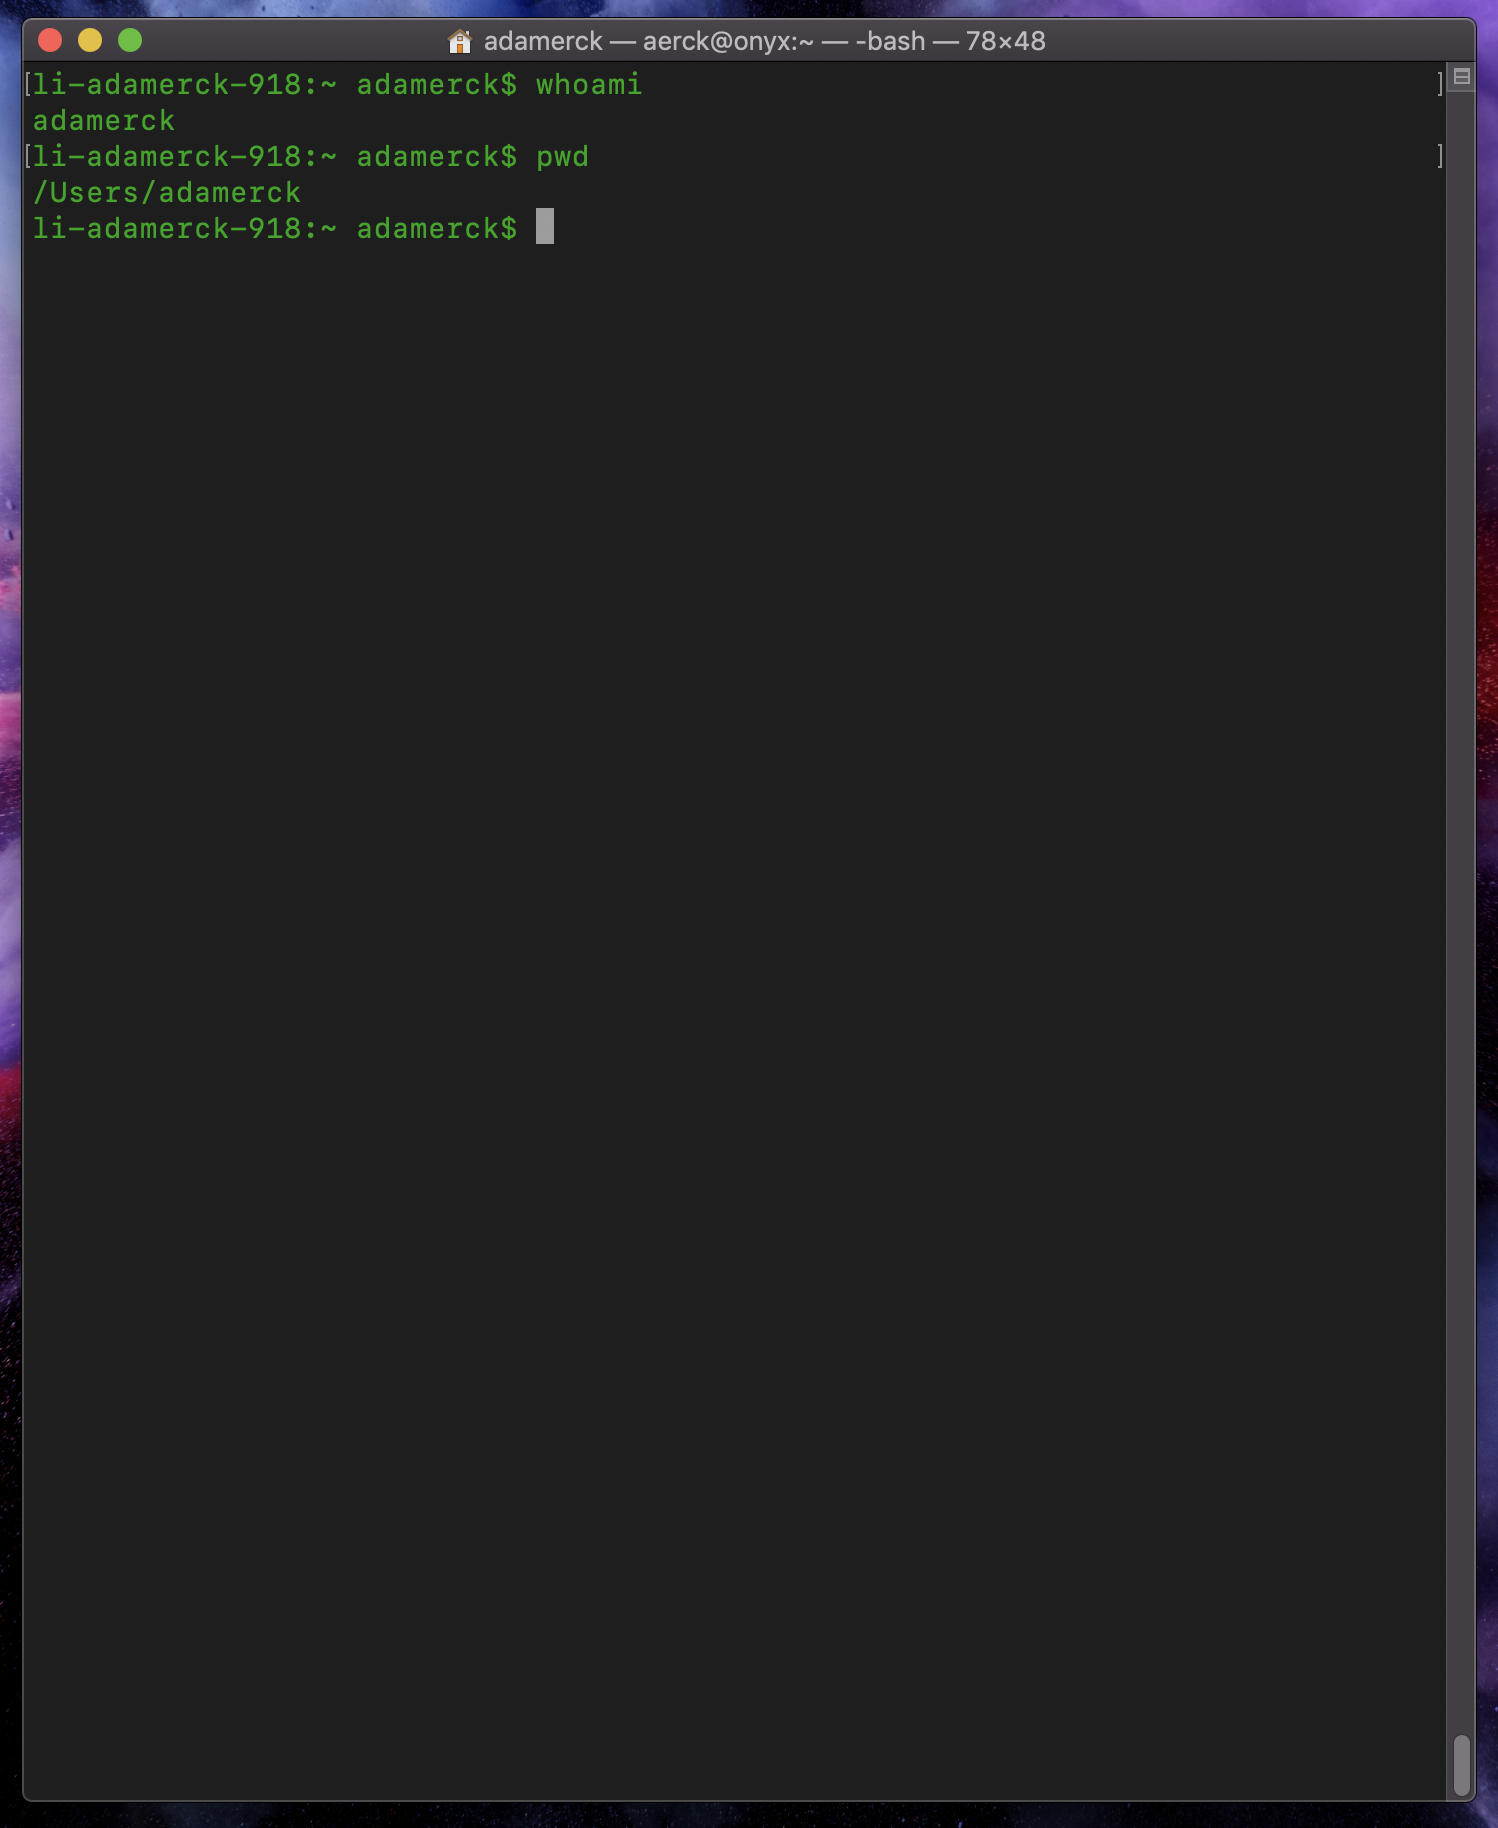 adamerck — aerck@onyx:~ — -bash — 78×48
[li-adamerck-918:~ adamerck$ whoami ]
adamerck
[li-adamerck-918:~ adamerck$ pwd ]
/Users/adamerck
li-adamerck-918:~ adamerck$